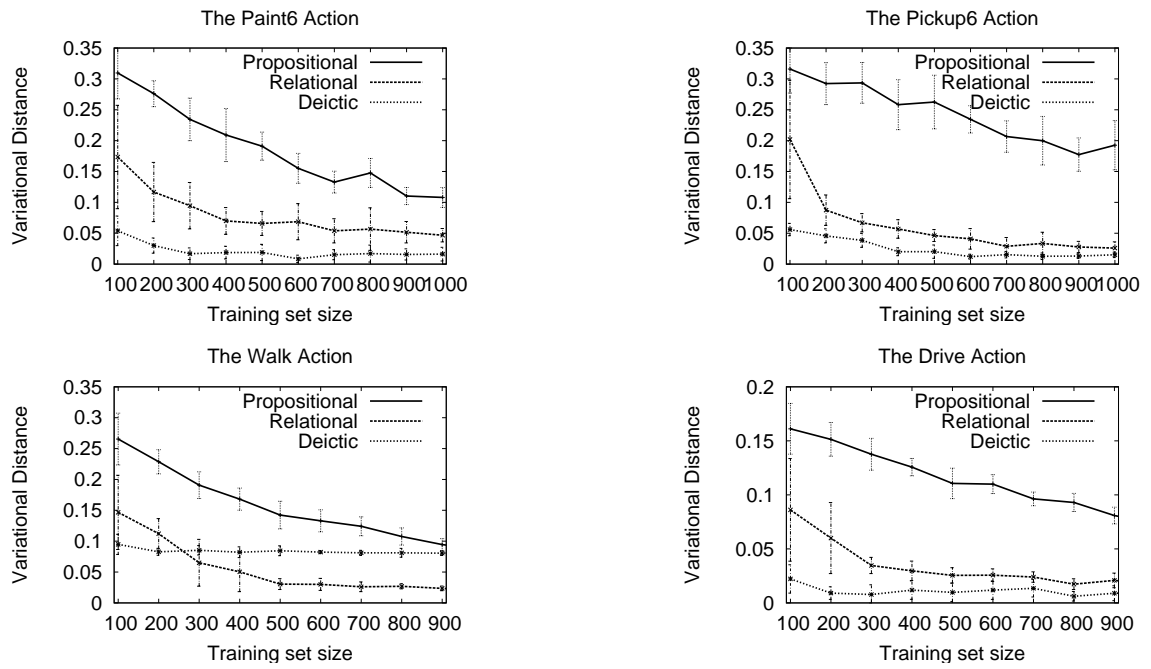 The Paint6 Action
Variational Distance
0.35
0.3
0.25
0.2
0.15
0.1
0.05
0
Propositional
Relational
Deictic
100 200 300 400 500 600 700 800 900 1000
Training set size
The Pickup6 Action
Variational Distance
0.35
0.3
0.25
0.2
0.15
0.1
0.05
0
Propositional
Relational
Deictic
100 200 300 400 500 600 700 800 900 1000
Training set size
The Walk Action
Variational Distance
0.35
0.3
0.25
0.2
0.15
0.1
0.05
0
Propositional
Relational
Deictic
100 200 300 400 500 600 700 800 900
Training set size
The Drive Action
Variational Distance
0.2
0.15
0.1
0.05
0
Propositional
Relational
Deictic
100 200 300 400 500 600 700 800 900
Training set size